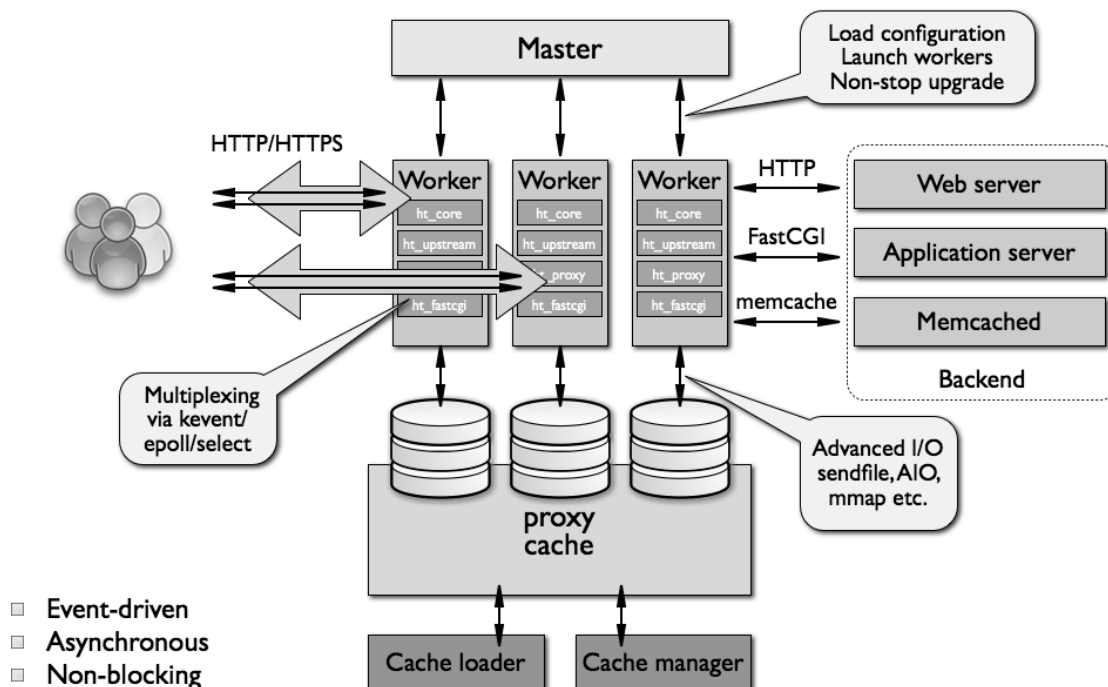 Master
Load configuration
Launch workers
Non-stop upgrade
HTTP/HTTPS
Worker
ht_core
ht_upstream
ht_fastcgi
Worker
ht_core
ht_upstream
ht_proxy
ht_fastcgi
Worker
ht_core
ht_upstream
ht_proxy
ht_fastcgi
HTTP
FastCGI
memcache
Web server
Application server
Memcached
Backend
Multiplexing
via kevent/
epoll/select
Advanced I/O
sendfile, AIO,
mmap etc.
proxy
cache
Event-driven
Asynchronous
Non-blocking
Cache loader
Cache manager